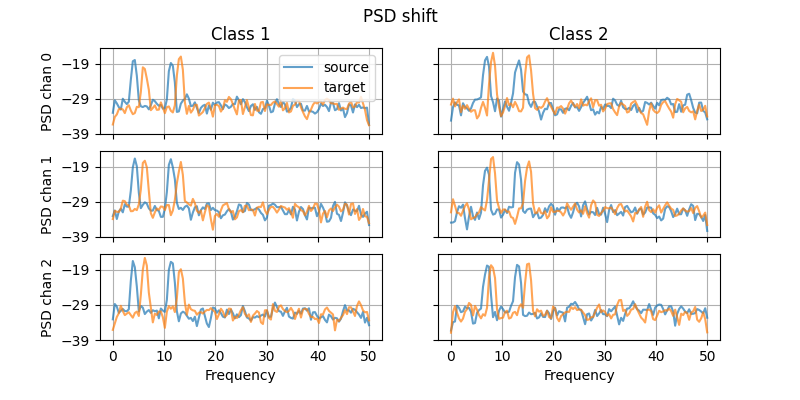 PSD shift
Class 1
Class 2
PSD chan 0
−19
−29
−39
source
target
PSD chan 1
−19
−29
−39
PSD chan 2
−19
−29
−39
0 10 20 30 40 50
0 10 20 30 40 50
Frequency
Frequency